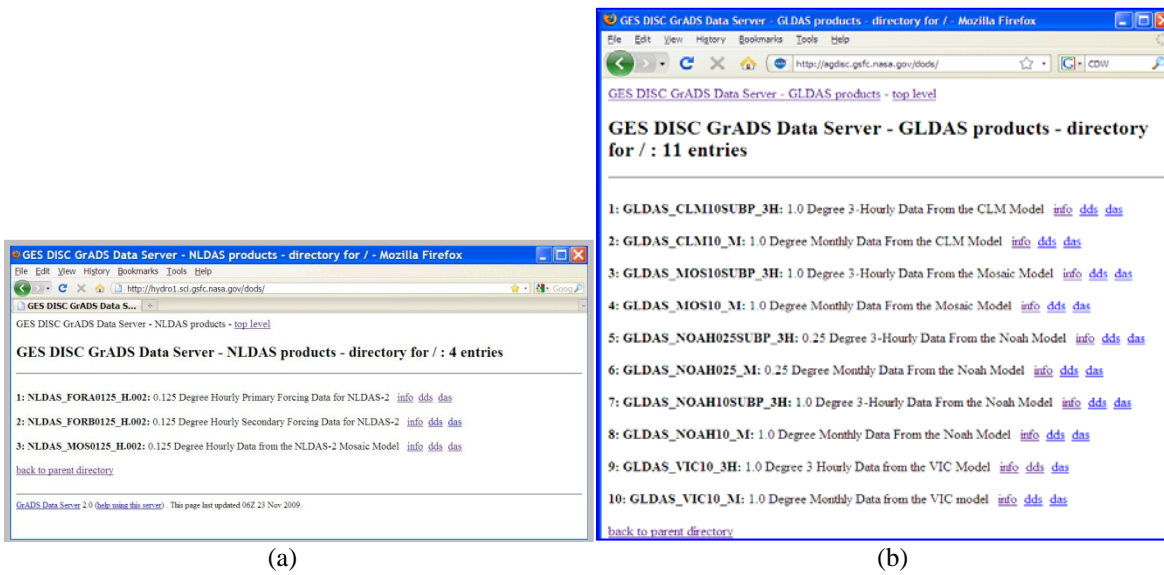 GES DISC GrADS Data Server - NLDAS products - directory for / - Mozilla Firefox
File Edit View History Bookmarks Tools Help
http://hydro1.sci.gsfc.nasa.gov/dods/
Goog
GES DISC GrADS Data S...
GES DISC GrADS Data Server - NLDAS products - top level
GES DISC GrADS Data Server - NLDAS products - directory for / : 4 entries
1: NLDAS_FORA0125_H.002: 0.125 Degree Hourly Primary Forcing Data for NLDAS-2 info dds das
2: NLDAS_FORB0125_H.002: 0.125 Degree Hourly Secondary Forcing Data for NLDAS-2 info dds das
3: NLDAS_MOS0125_H.002: 0.125 Degree Hourly Data from the NLDAS-2 Mosaic Model info dds das
back to parent directory
GrADS Data Server 2.0 (help using this server) . This page last updated 06Z 23 Nov 2009.
(a)
GES DISC GrADS Data Server - GLDAS products - directory for / - Mozilla Firefox
File Edit View History Bookmarks Tools Help
http://agdisc.gsfc.nasa.gov/dods/
CDW
GES DISC GrADS Data Server - GLDAS products - top level
GES DISC GrADS Data Server - GLDAS products - directory
for / : 11 entries
1: GLDAS_CLM10SUBP_3H: 1.0 Degree 3-Hourly Data From the CLM Model info dds das
2: GLDAS_CLM10_M: 1.0 Degree Monthly Data From the CLM Model info dds das
3: GLDAS_MOS10SUBP_3H: 1.0 Degree 3-Hourly Data From the Mosaic Model info dds das
4: GLDAS_MOS10_M: 1.0 Degree Monthly Data From the Mosaic Model info dds das
5: GLDAS_NOAH025SUBP_3H: 0.25 Degree 3-Hourly Data From the Noah Model info dds das
6: GLDAS_NOAH025_M: 0.25 Degree Monthly Data From the Noah Model info dds das
7: GLDAS_NOAH10SUBP_3H: 1.0 Degree 3-Hourly Data From the Noah Model info dds das
8: GLDAS_NOAH10_M: 1.0 Degree Monthly Data From the Noah Model info dds das
9: GLDAS_VIC10_3H: 1.0 Degree 3 Hourly Data from the VIC Model info dds das
10: GLDAS_VIC10_M: 1.0 Degree Monthly Data from the VIC model info dds das
back to parent directory
(b)